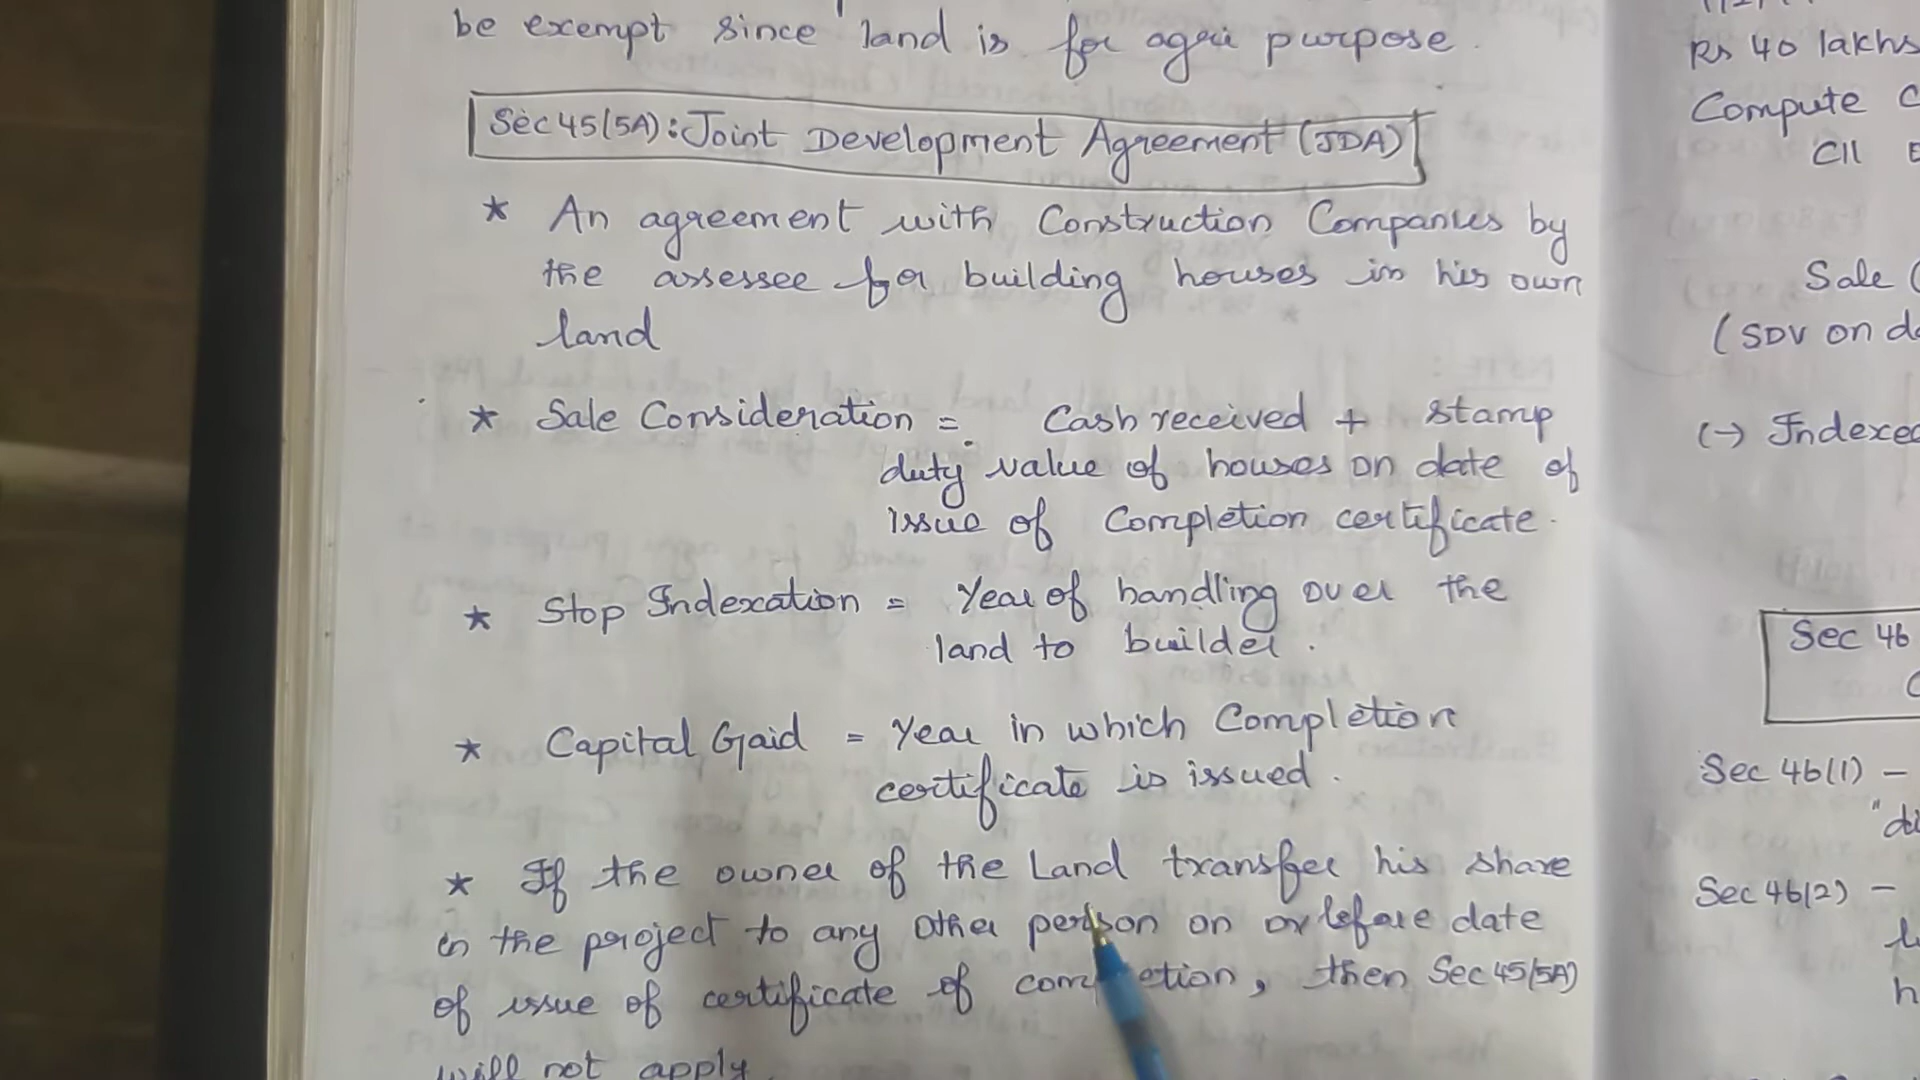 be exempt since land is for agri purpose.
Sec 45(5A): Joint Development Agreement (JDA)
* An agreement with Construction Companies by
the assessee for building houses in his own
land
* Sale Consideration = Cash received + stamp
duty value of houses on date of
issue of Completion certificate.
* Stop Indexation = Year of handling over the
land to builder.
* Capital Gaid = Year in which Completion
certificate is issued.
* If the owner of the Land transfer his share
in the project to any other person on or before date
of issue of certificate of completion, then Sec 45(5A)
will not apply.
Rs 40 lakhs
Compute C
CII
Sale (
(SDV on da
(-) Indexed
Sec 46
Sec 46(1) -
"di
Sec 46(2) -
h